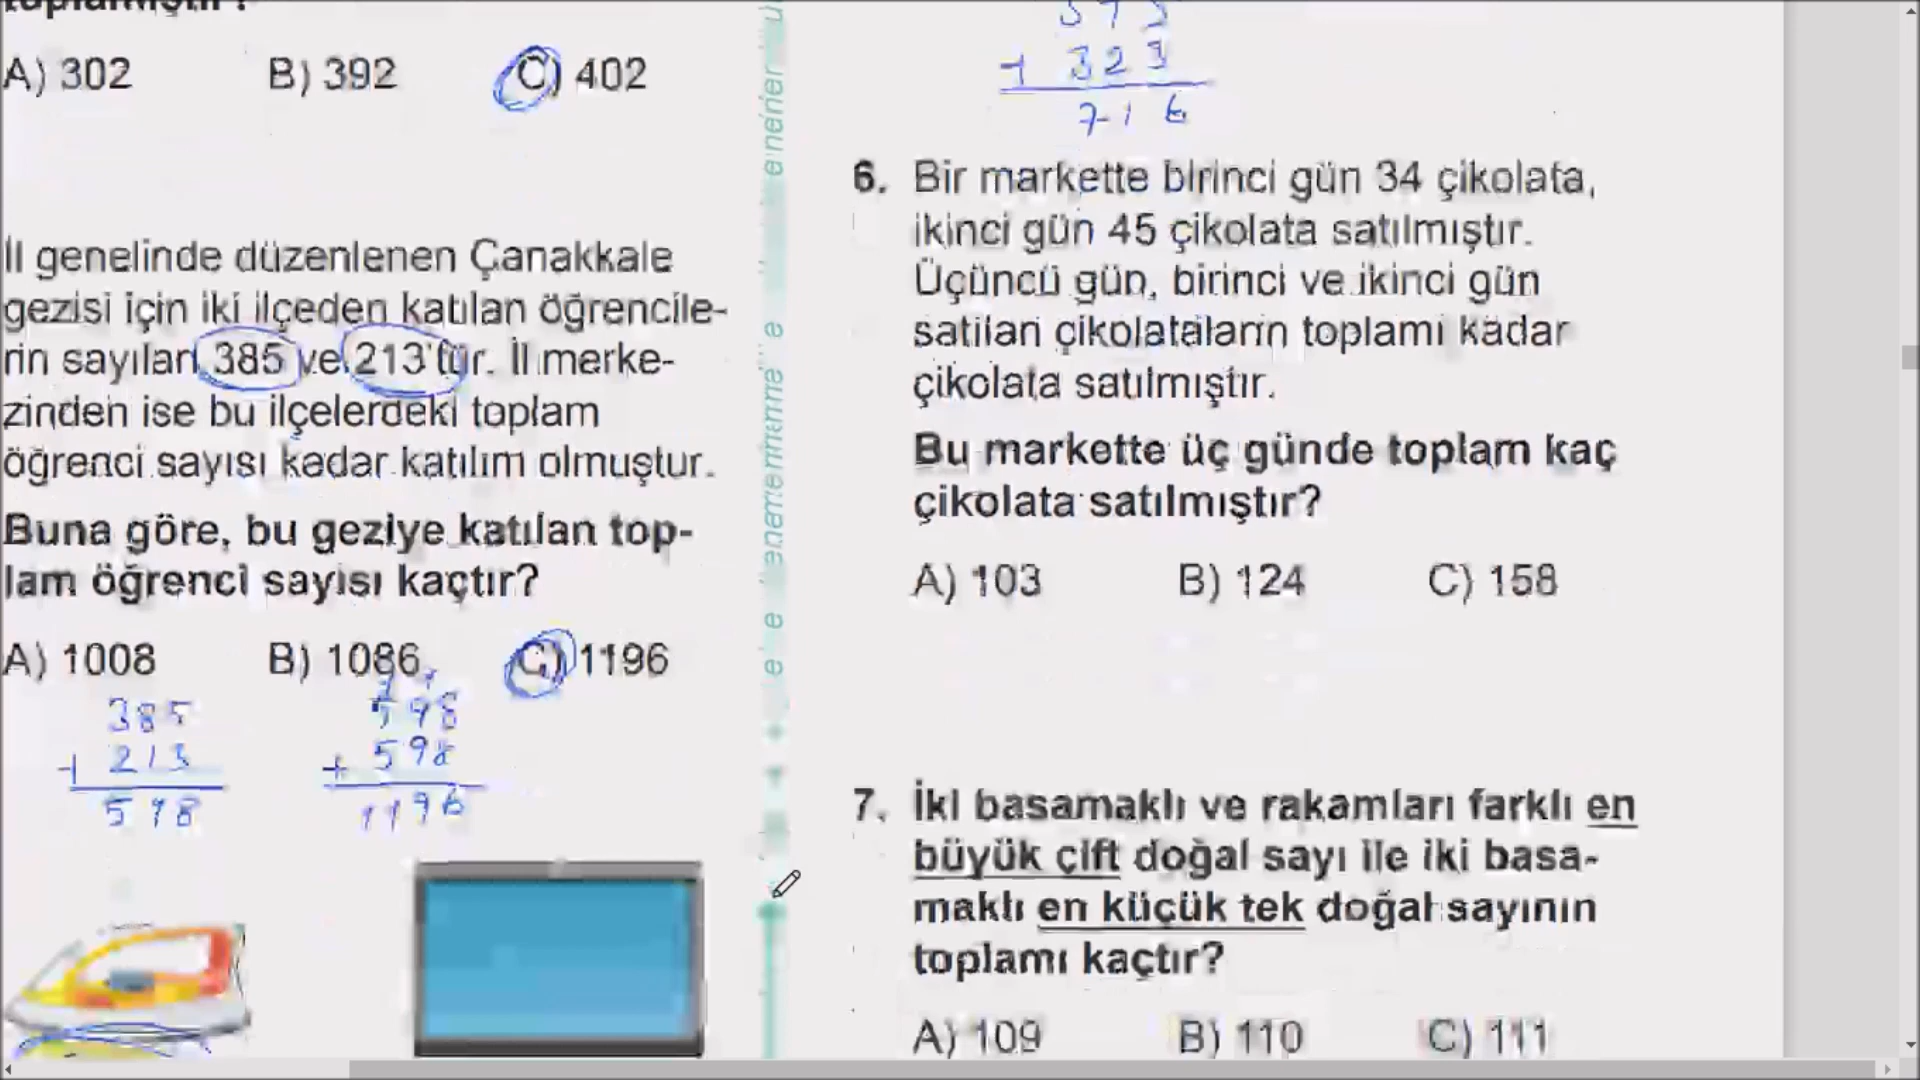 A) 302 B) 392 C) 402
İl genelinde düzenlenen Çanakkale
gezisi için iki ilçeden katılan öğrencile-
rin sayıları 385 ve 213'tür. İl merke-
zinden ise bu ilçelerdeki toplam
öğrenci sayısı kadar katılım olmuştur.
Buna göre, bu geziye katılan top-
lam öğrenci sayısı kaçtır?
A) 1008 B) 1086 C) 1196
385
+ 213
598
598
+ 598
1196
+ 323
716
6. Bir markette birinci gün 34 çikolata,
ikinci gün 45 çikolata satılmıştır.
Üçüncü gün, birinci ve ikinci gün
satılan çikolataların toplamı kadar
çikolata satılmıştır.
Bu markette üç günde toplam kaç
çikolata satılmıştır?
A) 103 B) 124 C) 158
7. İki basamaklı ve rakamları farklı en
büyük çift doğal sayı ile iki basa-
maklı en küçük tek doğal sayının
toplamı kaçtır?
A) 109 B) 110 C) 111